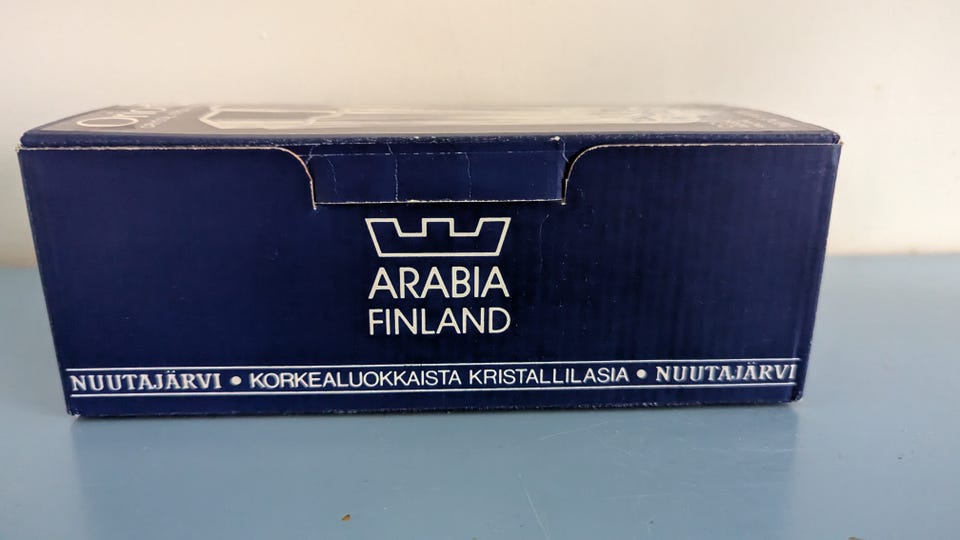 ARABIA
FINLAND
NUUTAJÄRVI • KORKEALUOKKAISTA KRISTALLILASIA • NUUTAJÄRVI